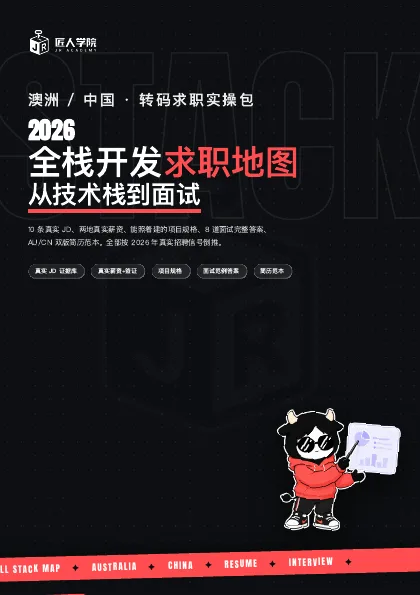 匠人学院
JR ACADEMY
澳洲 / 中国 · 转码求职实操包
2026
全栈开发求职地图
从技术栈到面试
10 条真实 JD、两地真实薪资、能照着建的项目规格、8 道面试完整答案、
AU/CN 双版简历范本。全部按 2026 年真实招聘信号倒推。
真实 JD 证据库
真实薪资+签证
项目规格
面试范例答案
简历范本
STACK
JR
LL STACK MAP ✦ AUSTRALIA ✦ CHINA ✦ RESUME ✦ INTERVIEW ✦